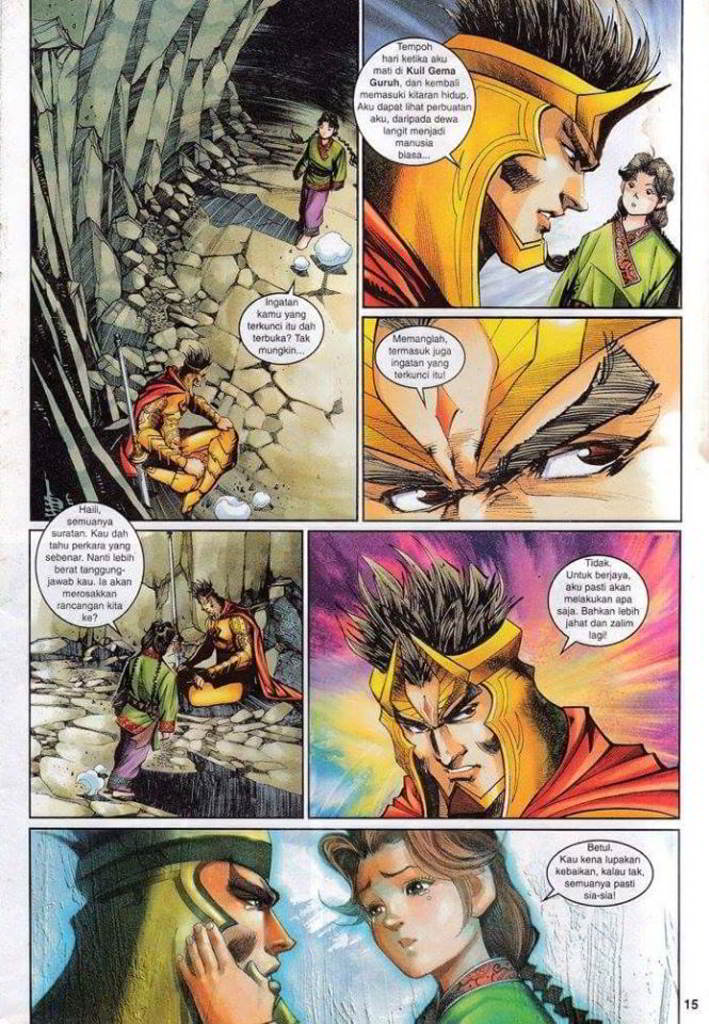 Ingatan
kamu yang
terkunci itu dah
terbuka? Tak
mungkin...
Tempoh
hari ketika aku
mati di Kuil Gema
Guruh, dan kembali
memasuki kitaran hidup.
Aku dapat lihat perbuatan
aku, daripada dewa
langit menjadi
manusia
biasa...
Memanglah,
termasuk juga
ingatan yang
terkunci itu!
Haiii,
semuanya
suratan. Kau dah
tahu perkara yang
sebenar. Nanti lebih
berat tanggung-
jawab kau. Ia akan
merosakkan
rancangan kita
ke?
Tidak.
Untuk berjaya,
aku pasti akan
melakukan apa
saja. Bahkan lebih
jahat dan zalim
lagi!
Betul.
Kau kena lupakan
kebaikan, kalau tak,
semuanya pasti
sia-sia!
15